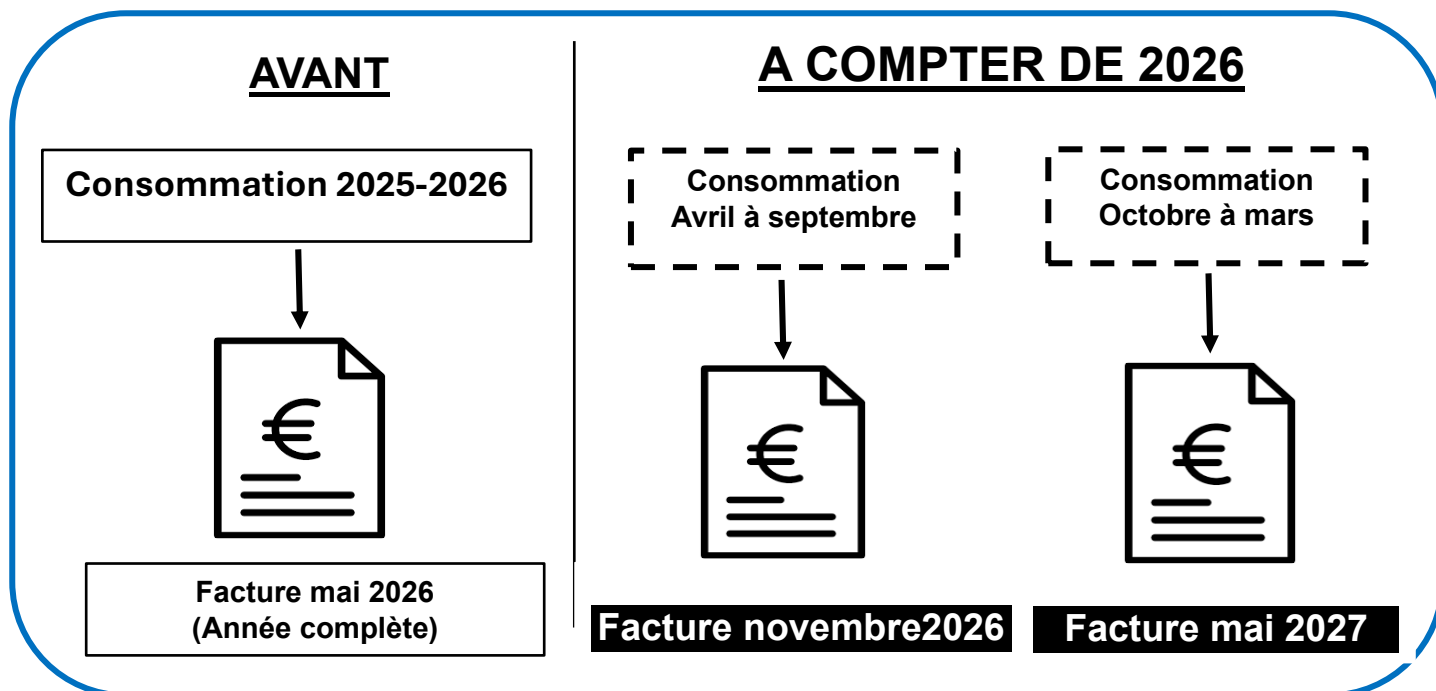 AVANT
Consommation 2025-2026
€
Facture mai 2026
(Année complète)
A COMPTER DE 2026
Consommation
Avril à septembre
€
Facture novembre2026
Consommation
Octobre à mars
€
Facture mai 2027